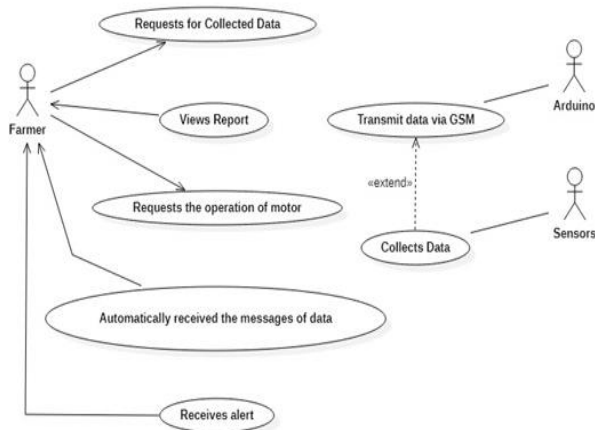 Requests for Collected Data
Farmer
Views Report
Transmit data via GSM
Arduino
«extend»
Requests the operation of motor
Collects Data
Sensors
Automatically received the messages of data
Receives alert